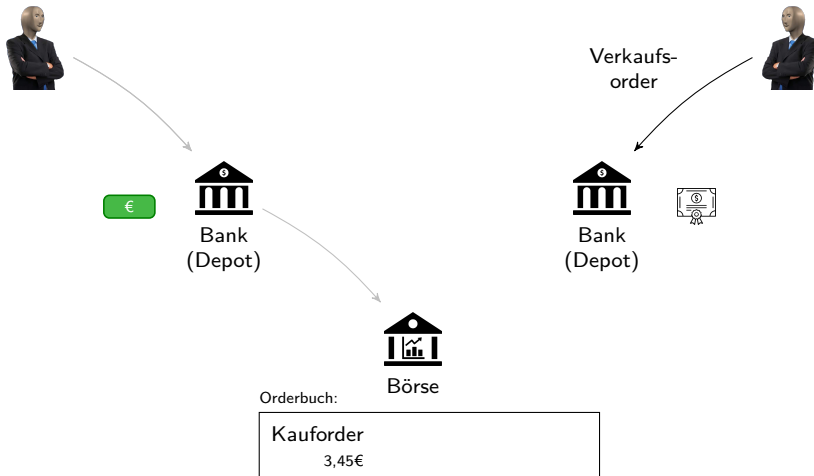 Verkaufs-
order
€
Bank
(Depot)
Bank
(Depot)
Börse
Orderbuch:
Kauforder
3,45€